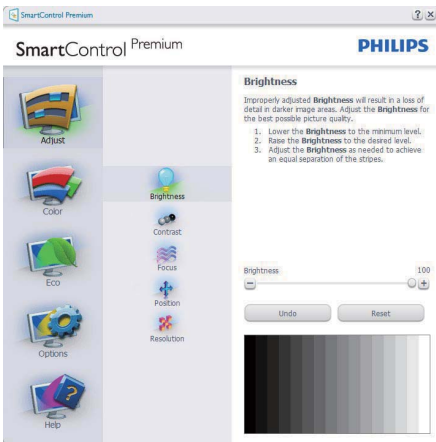 SmartControl Premium
? ×
SmartControl Premium
PHILIPS
Adjust
Color
Eco
Options
Help
Brightness
Contrast
Focus
Position
Resolution
Brightness
Improperly adjusted Brightness will result in a loss of
detail in darker image areas. Adjust the Brightness for
the best possible picture quality.
1. Lower the Brightness to the minimum level.
2. Rase the Brightness to the desired level.
3. Adjust the Brightness as needed to achieve
an equal separation of the stripes.
Brightness 100
Undo Reset